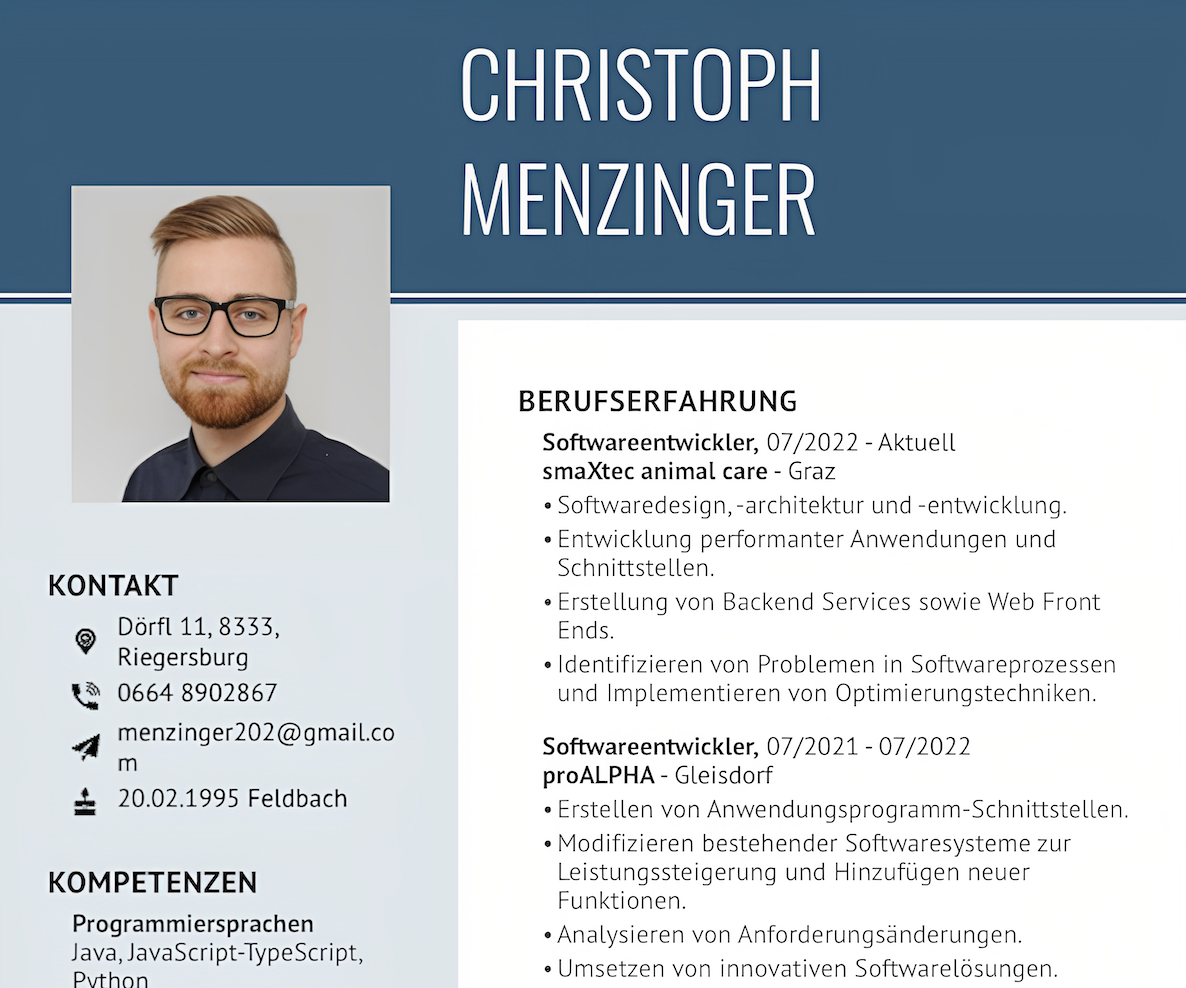 CHRISTOPH
MENZINGER
KONTAKT
Dörfl 11, 8333,
Riegersburg
0664 8902867
menzinger202@gmail.co
m
20.02.1995 Feldbach
KOMPETENZEN
Programmiersprachen
Java, JavaScript-TypeScript,
Python
BERUFSERFAHRUNG
Softwareentwickler, 07/2022 - Aktuell
smaXtec animal care - Graz
• Softwaredesign, -architektur und -entwicklung.
• Entwicklung performanter Anwendungen und
Schnittstellen.
• Erstellung von Backend Services sowie Web Front
Ends.
• Identifizieren von Problemen in Softwareprozessen
und Implementieren von Optimierungstechniken.
Softwareentwickler, 07/2021 - 07/2022
proALPHA - Gleisdorf
• Erstellen von Anwendungsprogramm-Schnittstellen.
• Modifizieren bestehender Softwaresysteme zur
Leistungssteigerung und Hinzufügen neuer
Funktionen.
• Analysieren von Anforderungsänderungen.
• Umsetzen von innovativen Softwarelösungen.